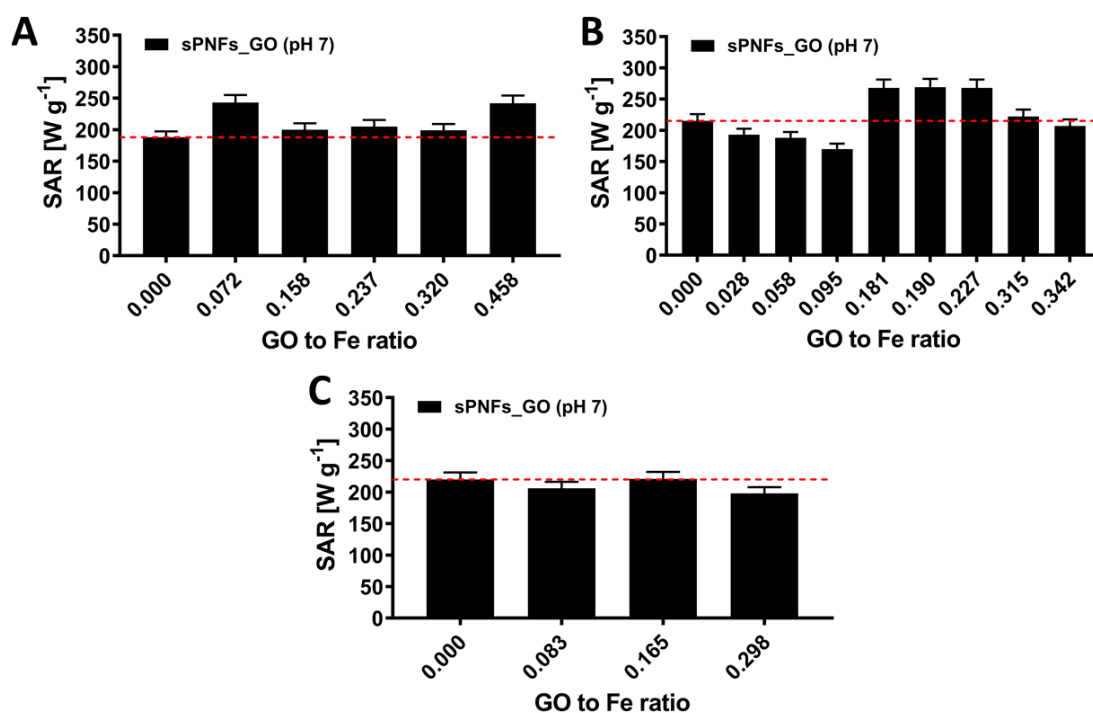 A
sPNFs_GO (pH 7)
SAR [W g⁻¹]
350
300
250
200
150
100
50
0
0.000 0.072 0.158 0.237 0.320 0.458
GO to Fe ratio
B
sPNFs_GO (pH 7)
SAR [W g⁻¹]
350
300
250
200
150
100
50
0
0.000 0.028 0.058 0.095 0.181 0.190 0.227 0.315 0.342
GO to Fe ratio
C
sPNFs_GO (pH 7)
SAR [W g⁻¹]
350
300
250
200
150
100
50
0
0.000 0.083 0.165 0.298
GO to Fe ratio